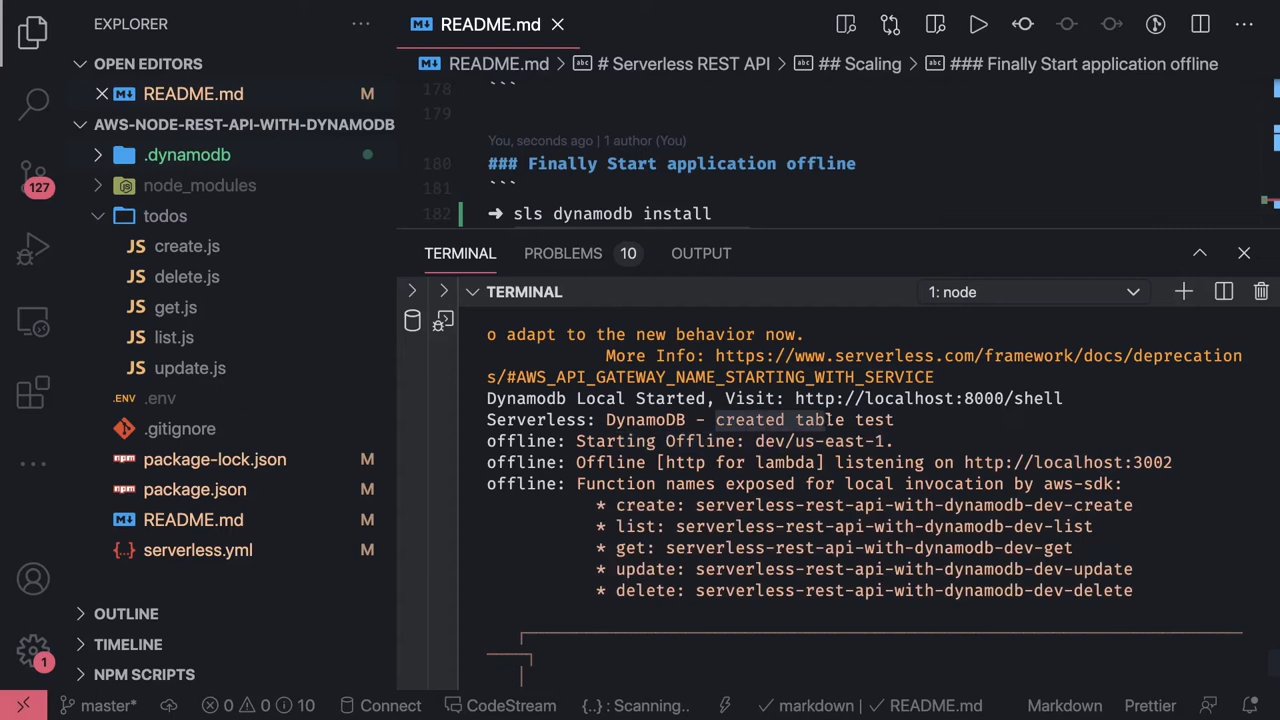 EXPLORER
OPEN EDITORS
README.md M
AWS-NODE-REST-API-WITH-DYNAMODB
.dynamodb
node_modules
todos
JS create.js
JS delete.js
JS get.js
JS list.js
JS update.js
.ENV .env
.gitignore
npm package-lock.json M
npm package.json M
README.md M
{..} serverless.yml M
OUTLINE
TIMELINE
NPM SCRIPTS
127
1
README.md
README.md > # Serverless REST API > ## Scaling > ### Finally Start application offline
178 ```
179
You, seconds ago | 1 author (You)
180 ### Finally Start application offline
181 ```
182 ➜ sls dynamodb install
TERMINAL PROBLEMS 10 OUTPUT
TERMINAL 1: node
o adapt to the new behavior now.
More Info: https://www.serverless.com/framework/docs/deprecation
s/#AWS_API_GATEWAY_NAME_STARTING_WITH_SERVICE
Dynamodb Local Started, Visit: http://localhost:8000/shell
Serverless: DynamoDB - created table test
offline: Starting Offline: dev/us-east-1.
offline: Offline [http for lambda] listening on http://localhost:3002
offline: Function names exposed for local invocation by aws-sdk:
* create: serverless-rest-api-with-dynamodb-dev-create
* list: serverless-rest-api-with-dynamodb-dev-list
* get: serverless-rest-api-with-dynamodb-dev-get
* update: serverless-rest-api-with-dynamodb-dev-update
* delete: serverless-rest-api-with-dynamodb-dev-delete
master* 0 0 10 Connect CodeStream {..} : Scanning.. markdown | README.md Markdown Prettier